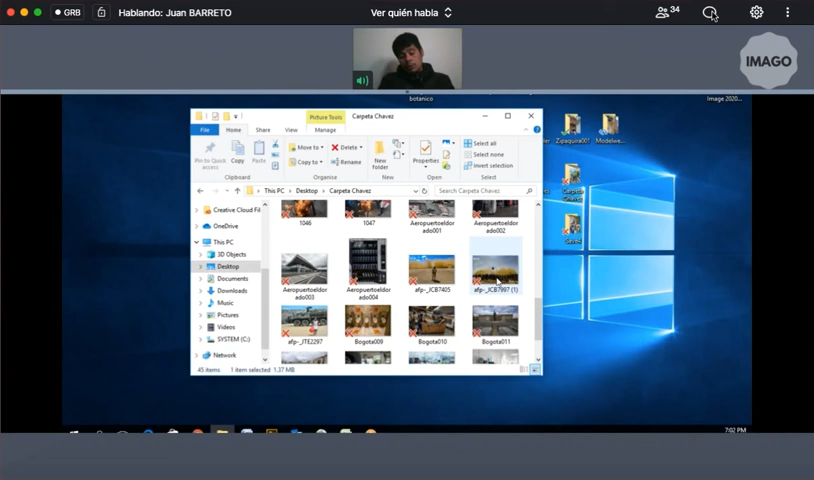 GRB
Hablando: Juan BARRETO
Ver quién habla
34
IMAGO
botanico
Image 2020...
Picture Tools
Carpeta Chavez
File
Home
Share
View
Manage
Pin to Quick access
Copy
Paste
Move to
Copy to
Delete
Rename
New Folder
Properties
Select all
Select none
Invert selection
Clipboard
Organise
New
Open
Select
This PC
Desktop
Carpeta Chavez
Search Carpeta Chavez
Creative Cloud Fil
OneDrive
This PC
3D Objects
Desktop
Documents
Downloads
Music
Pictures
Videos
SYSTEM (C:)
Network
1046
1047
Aeropuertoeldor
ado001
Aeropuertoeldor
ado002
Aeropuertoeldor
ado003
Aeropuertoeldor
ado004
afp-_JCB7405
afp-_JCB7997 (1)
afp-_JTE2297
Bogota009
Bogota010
Bogota011
45 items
1 item selected 1.37 MB
Zipaquira001
Modelwe...
Carpeta
Chavez
7:02 PM